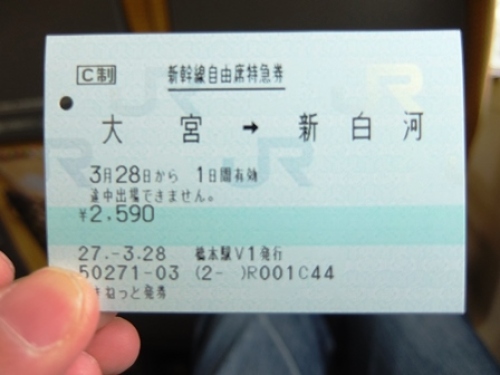 C制 新幹線自由席特急券
大宮 → 新白河
3月28日から 1日間有効
途中出場できません。
¥2,590
27.-3.28 橋本駅V1発行
50271-03 (2- )R001C44
きねっと発券